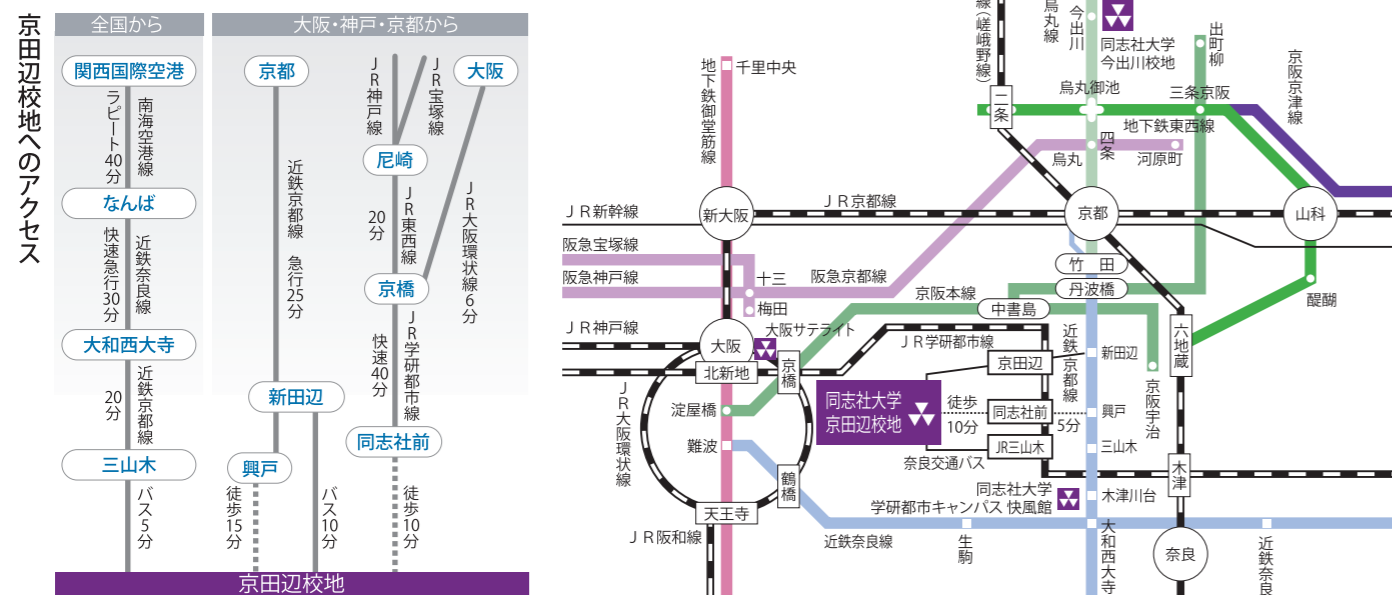 京田辺校地へのアクセス
全国から
関西国際空港
南海空港線
ラピート40分
なんば
近鉄奈良線
快速急行30分
大和西大寺
近鉄京都線
20分
三山木
バス5分
大阪・神戸・京都から
京都
近鉄京都線 急行25分
新田辺
興戸
徒歩15分
バス10分
JR神戸線
JR宝塚線
大阪
尼崎
JR東西線
20分
JR大阪環状線6分
京橋
JR学研都市線
快速40分
同志社前
徒歩10分
京田辺校地
地下鉄御堂筋線
千里中央
新大阪
JR新幹線
JR京都線
阪急宝塚線
阪急神戸線
十三
梅田
阪急京都線
JR神戸線
大阪
大阪サテライト
北新地
京橋
JR大阪環状線
淀屋橋
難波
鶴橋
天王寺
JR阪和線
京阪本線
中書島
JR学研都市線
京田辺
同志社前
JR三山木
同志社大学
京田辺校地
徒歩
10分
5分
奈良交通バス
同志社大学
学研都市キャンパス 快風館
近鉄奈良線
生駒
線(嵯峨野線)
烏丸線
今出川
同志社大学
今出川校地
出町柳
京阪京津線
烏丸御池
三条京阪
二条
地下鉄東西線
四条
烏丸
河原町
京都
山科
竹田
丹波橋
醍醐
六地蔵
近鉄京都線
新田辺
興戸
三山木
京阪宇治
木津
木津川台
大和西大寺
奈良
近鉄奈良